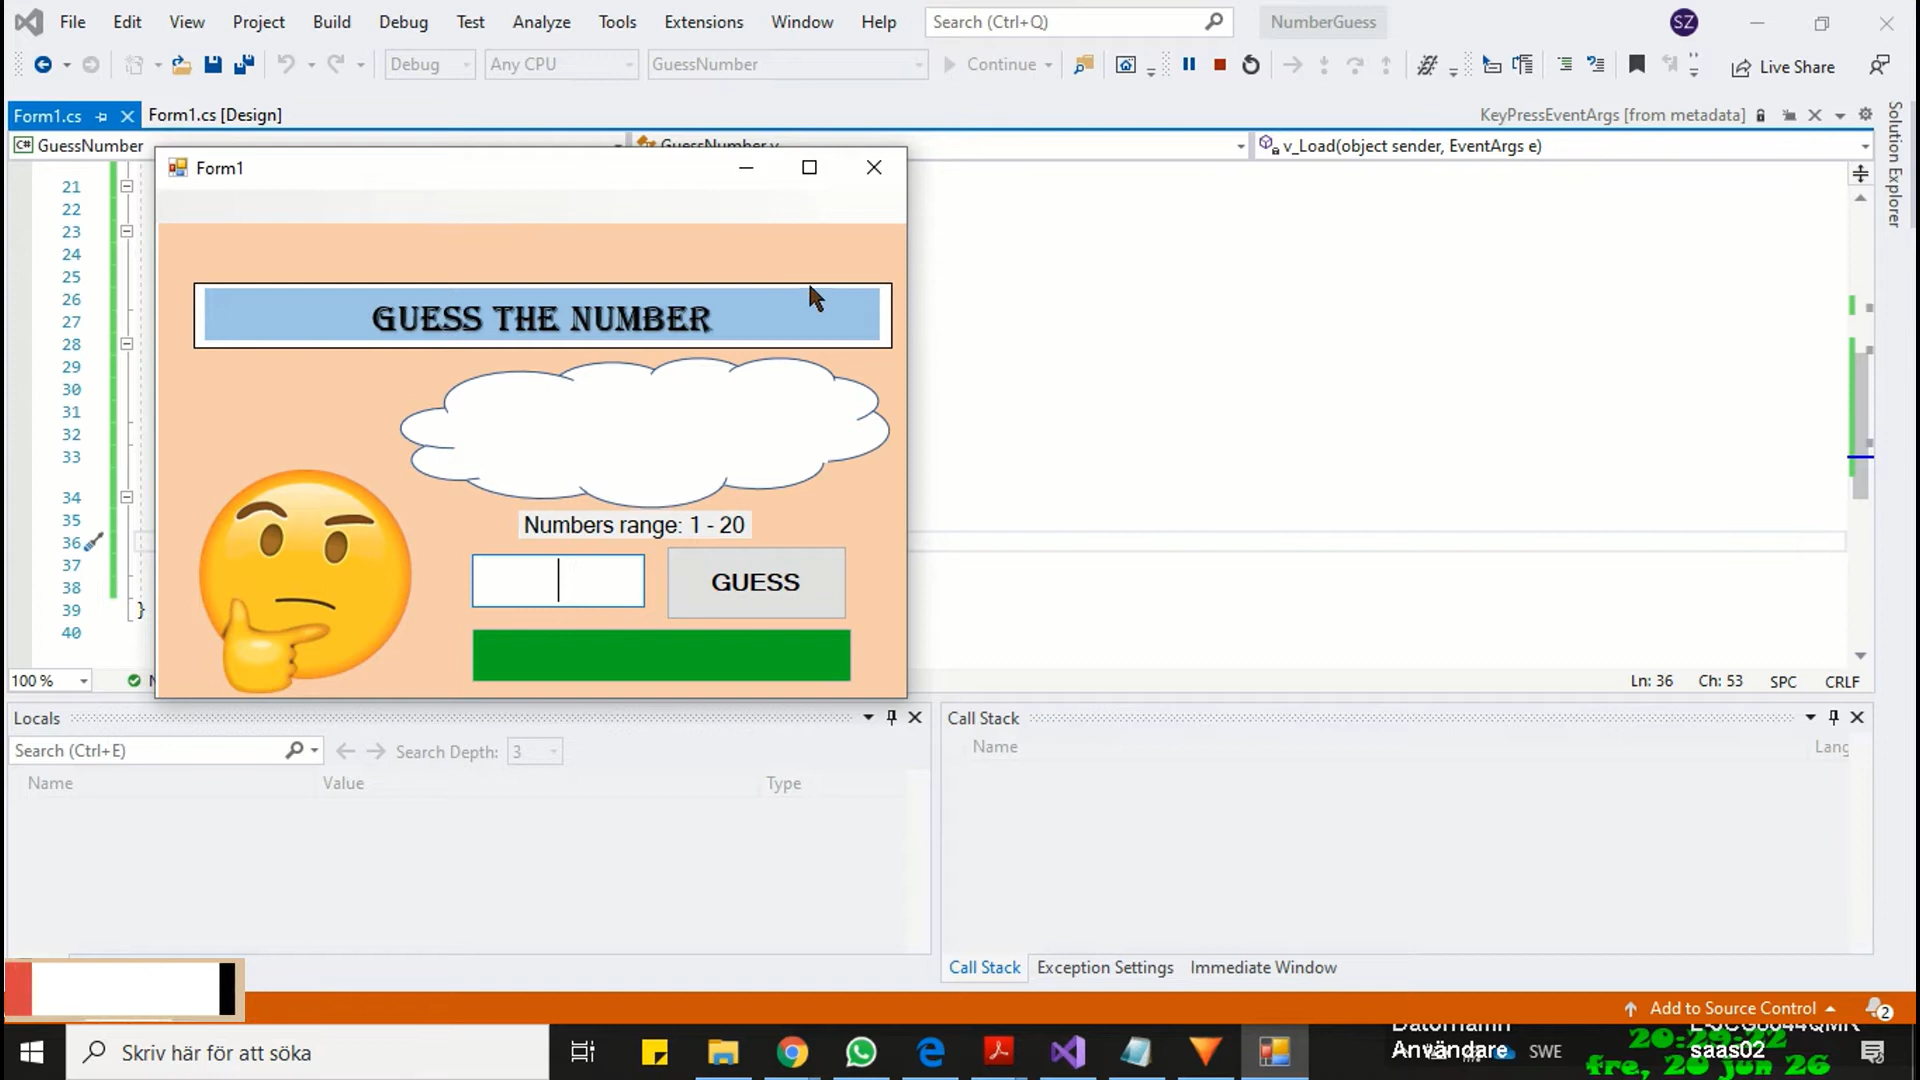 File Edit View Project Build Debug Test Analyze Tools Extensions Window Help Search (Ctrl+Q) NumberGuess SZ
Debug Any CPU GuessNumber Continue Live Share
Form1.cs Form1.cs [Design] KeyPressEventArgs [from metadata]
C# GuessNumber v_Load(object sender, EventArgs e)
Solution Explorer
Form1
21
22
23
24
25
26
27
28
29
30
31
32
33
34
35
36
37
38
39 }
40
GUESS THE NUMBER
Numbers range: 1 - 20
GUESS
100 % Ln: 36 Ch: 53 SPC CRLF
Locals
Search (Ctrl+E) Search Depth: 3
Name Value Type
Call Stack
Name Lang
Call Stack Exception Settings Immediate Window
Add to Source Control 2
Skriv här för att söka
Datornamn
Användare saas02
SWE